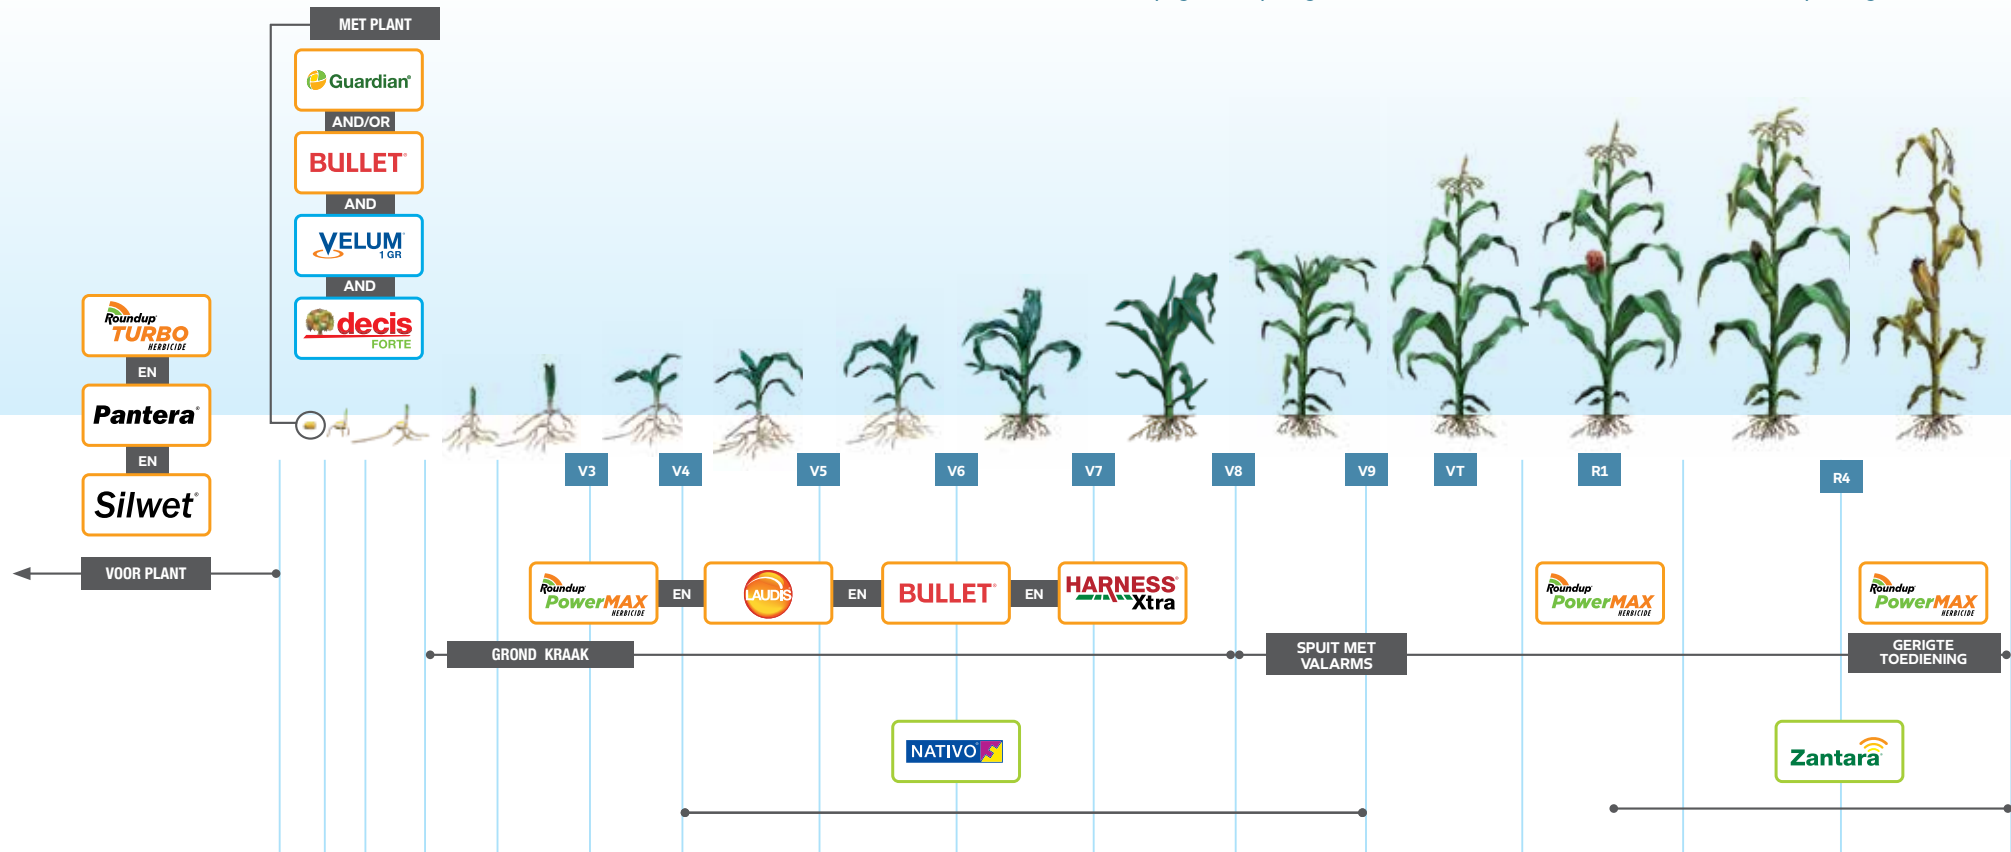 MET PLANT
Guardian®
AND/OR
BULLET®
AND
VELUM
1 GR
AND
decis
FORTE
Roundup®
TURBO
HERBICIDE
EN
Pantera®
EN
Silwet®
VOOR PLANT
V3
V4
V5
V6
V7
V8
V9
VT
R1
R4
Roundup®
PowerMAX
HERBICIDE
EN
LAUDIS
EN
BULLET®
EN
HARNESS®
Xtra
Roundup®
PowerMAX
HERBICIDE
Roundup®
PowerMAX
HERBICIDE
GROND KRAAK
SPUIT MET
VALARMS
GERIGTE
TOEDIENING
NATIVO®
Zantara®